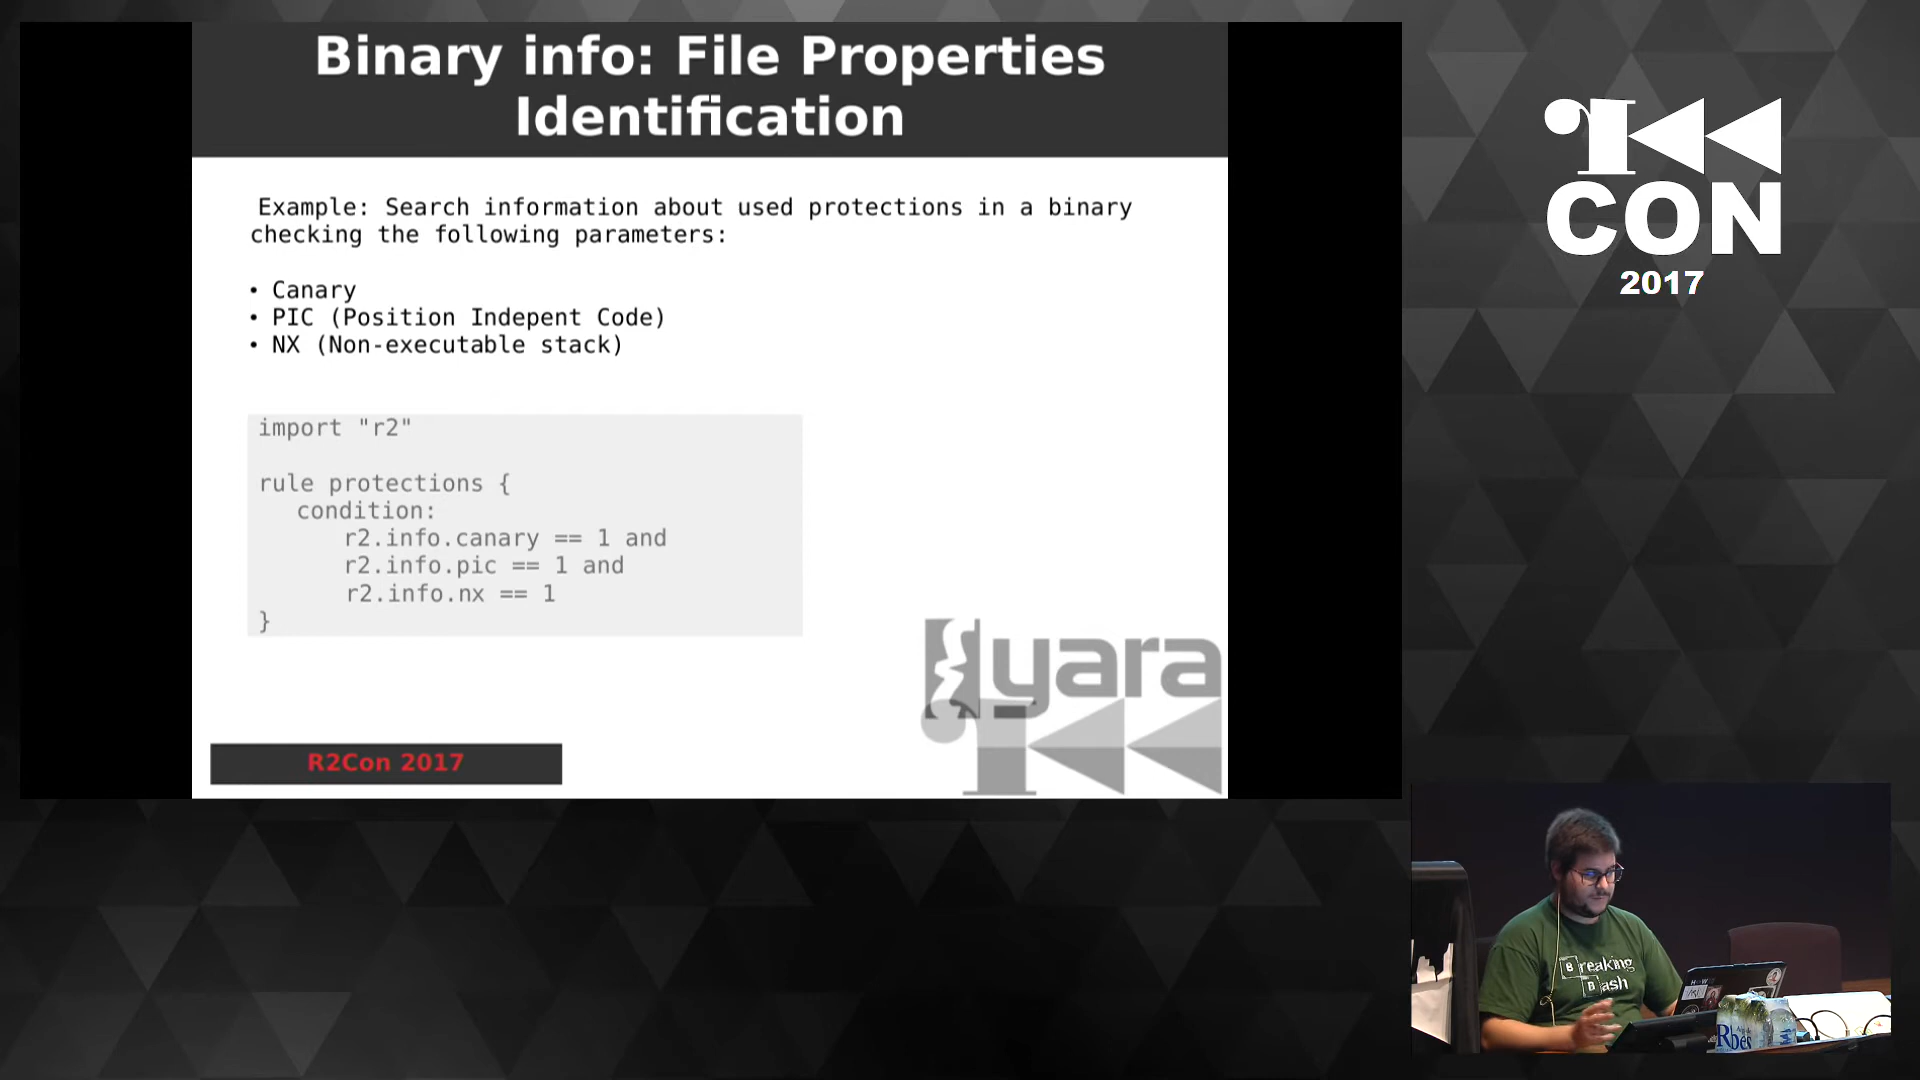 Binary info: File Properties
Identification
Example: Search information about used protections in a binary
checking the following parameters:
• Canary
• PIC (Position Indepent Code)
• NX (Non-executable stack)
import "r2"
rule protections {
condition:
r2.info.canary == 1 and
r2.info.pic == 1 and
r2.info.nx == 1
}
yara
R2Con 2017
CON
2017
Breaking
Bash